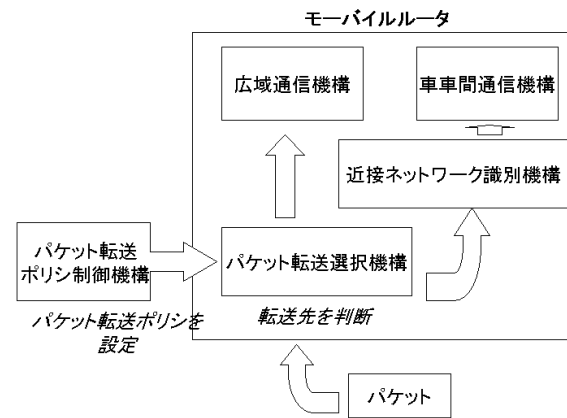 モーバイルルータ
広域通信機構
車車間通信機構
近接ネットワーク識別機構
パケット転送
ポリシ制御機構
パケット転送選択機構
パケット転送ポリシを
設定
転送先を判断
パケット